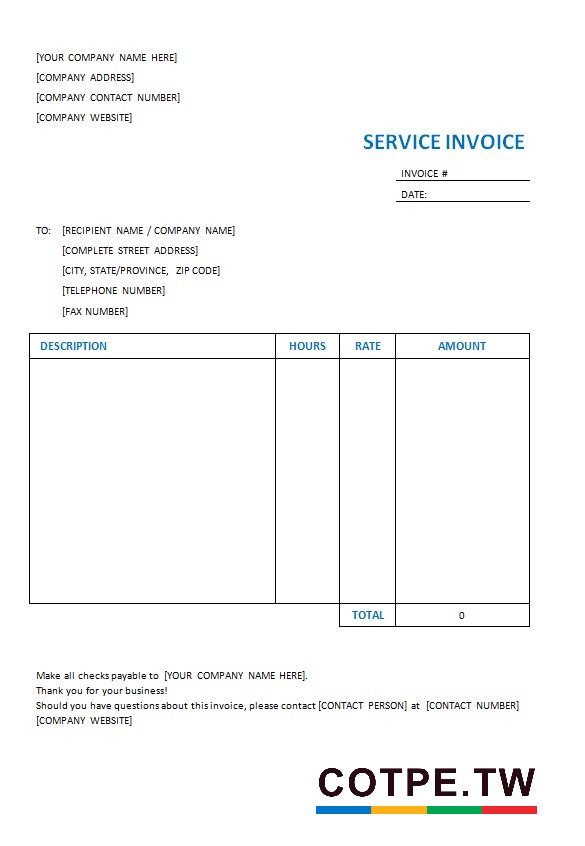 [YOUR COMPANY NAME HERE]
[COMPANY ADDRESS]
[COMPANY CONTACT NUMBER]
[COMPANY WEBSITE]
SERVICE INVOICE
INVOICE #
DATE:
TO: [RECIPIENT NAME / COMPANY NAME]
[COMPLETE STREET ADDRESS]
[CITY, STATE/PROVINCE, ZIP CODE]
[TELEPHONE NUMBER]
[FAX NUMBER]
DESCRIPTION HOURS RATE AMOUNT
TOTAL 0
Make all checks payable to [YOUR COMPANY NAME HERE].
Thank you for your business!
Should you have questions about this invoice, please contact [CONTACT PERSON] at [CONTACT NUMBER]
[COMPANY WEBSITE]
COTPE.TW